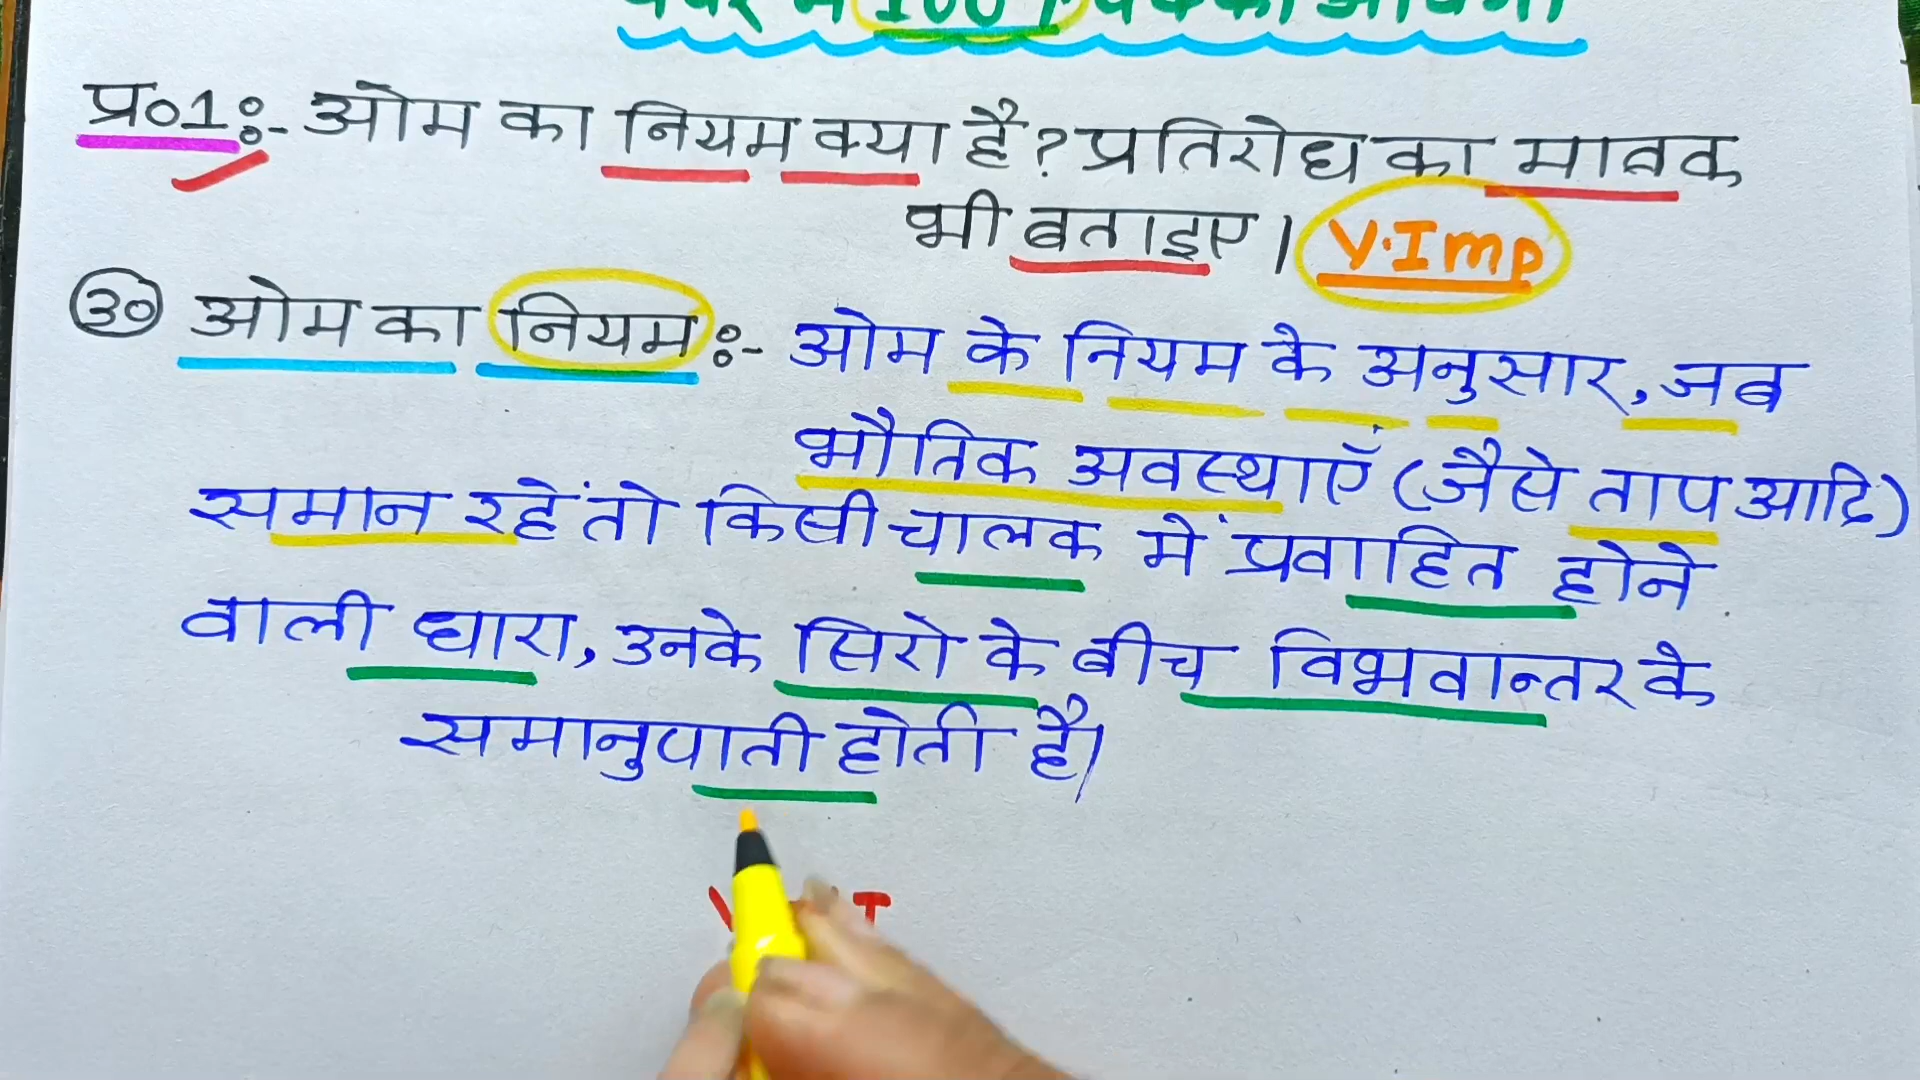 100%
प्र०1:- ओम का नियम क्या है? प्रतिरोध का मात्रक
भी बताइए। V.Imp
उ० ओम का नियम:- ओम के नियम के अनुसार, जब
भौतिक अवस्थाएँ (जैसे ताप आदि)
समान रहें तो किसी चालक में प्रवाहित होने
वाली धारा, उनके सिरो के बीच विभवान्तर के
समानुपाती होती है।